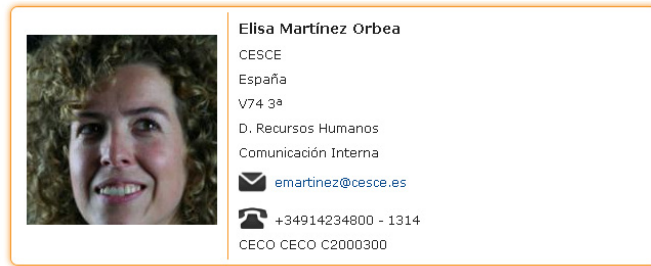 Elisa Martínez Orbea
CESCE
España
V74 3ª
D. Recursos Humanos
Comunicación Interna
emartinez@cesce.es
+34914234800 - 1314
CECO CECO C2000300